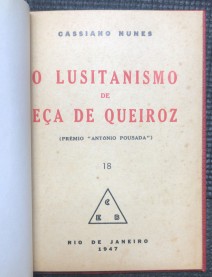 CASSIANO NUNES
O LUSITANISMO
DE
EÇA DE QUEIROZ
(PRÊMIO "ANTONIO POUSADA")
18
C
E B
RIO DE JANEIRO
1947